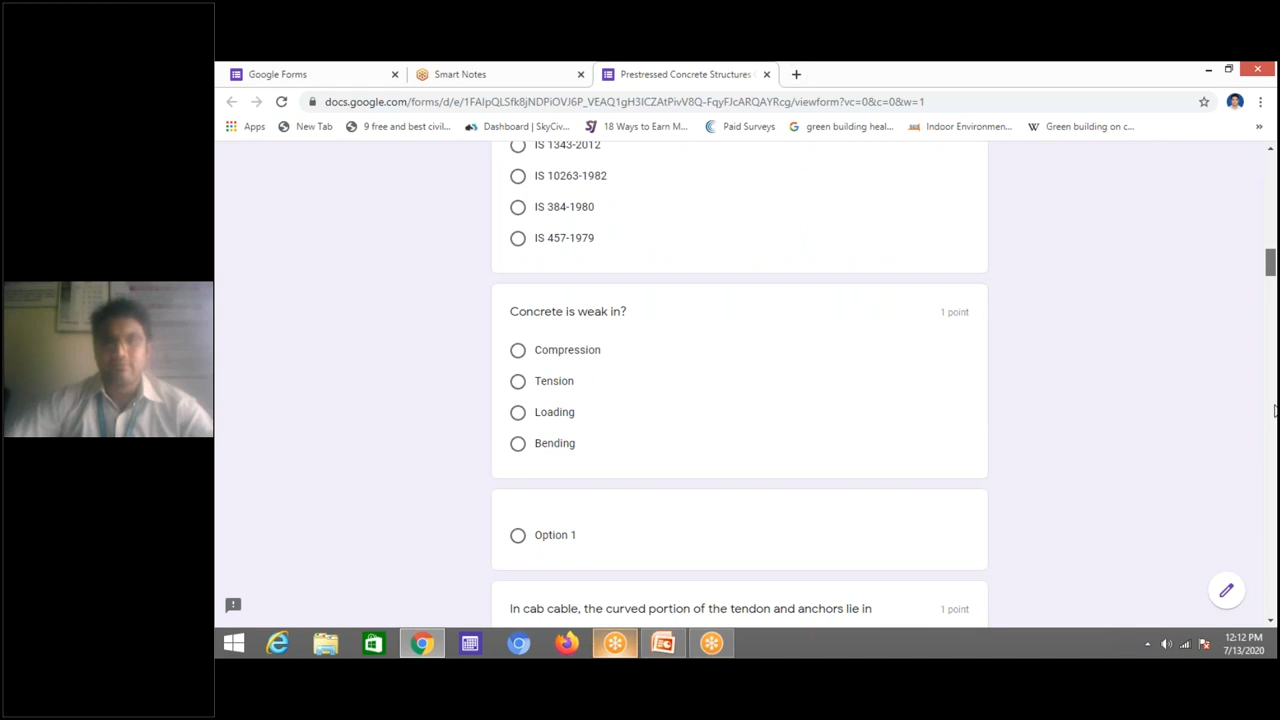 Google Forms
Smart Notes
Prestressed Concrete Structures
docs.google.com/forms/d/e/1FAIpQLSfk8jNDPiOVJ6P_VEAQ1gH3ICZAtPivV8Q-FqyFJcARQAYRcg/viewform?vc=0&c=0&w=1
Apps New Tab 9 free and best civil... Dashboard | SkyCiv... 18 Ways to Earn M... Paid Surveys green building heal... Indoor Environmen... Green building on c... »
IS 1343-2012
IS 10263-1982
IS 384-1980
IS 457-1979
Concrete is weak in? 1 point
Compression
Tension
Loading
Bending
Option 1
In cab cable, the curved portion of the tendon and anchors lie in 1 point
12:12 PM
7/13/2020